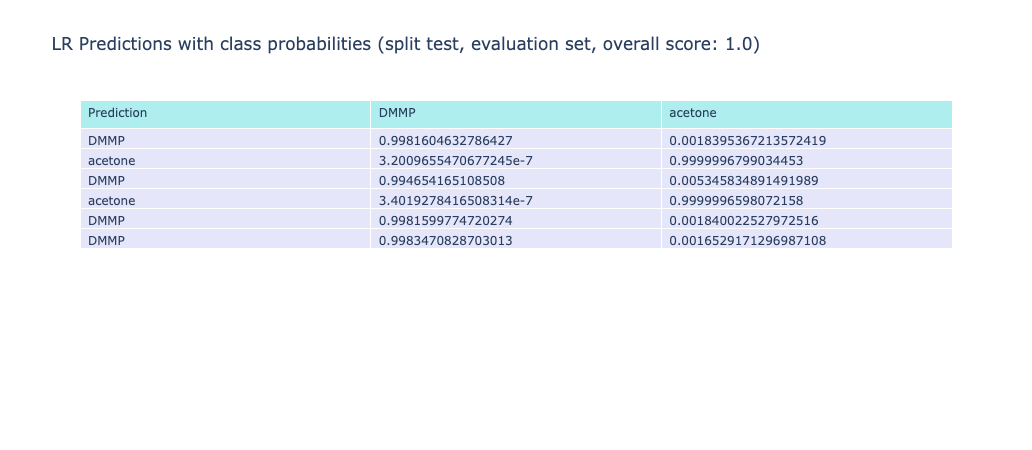 LR Predictions with class probabilities (split test, evaluation set, overall score: 1.0)
Prediction DMMP acetone
DMMP 0.9981604632786427 0.0018395367213572419
acetone 3.2009655470677245e-7 0.9999996799034453
DMMP 0.994654165108508 0.005345834891491989
acetone 3.4019278416508314e-7 0.9999996598072158
DMMP 0.9981599774720274 0.001840022527972516
DMMP 0.9983470828703013 0.0016529171296987108